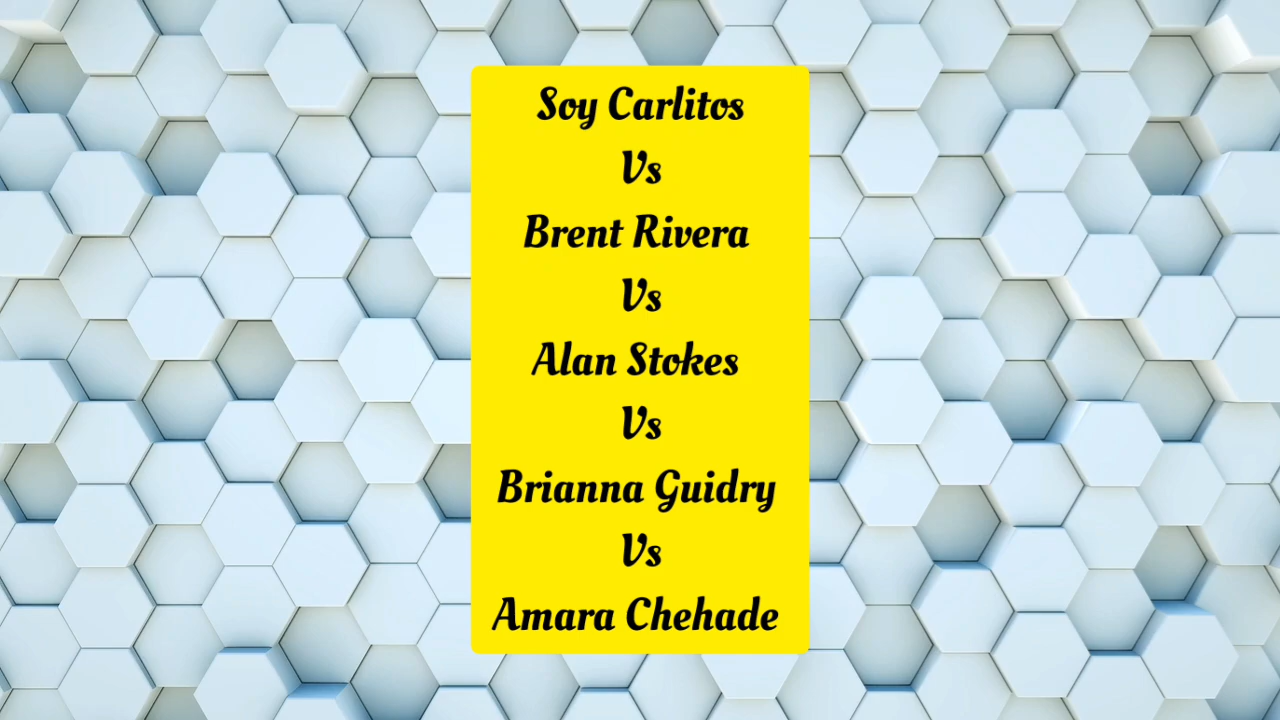 Soy Carlitos
Vs
Brent Rivera
Vs
Alan Stokes
Vs
Brianna Guidry
Vs
Amara Chehade